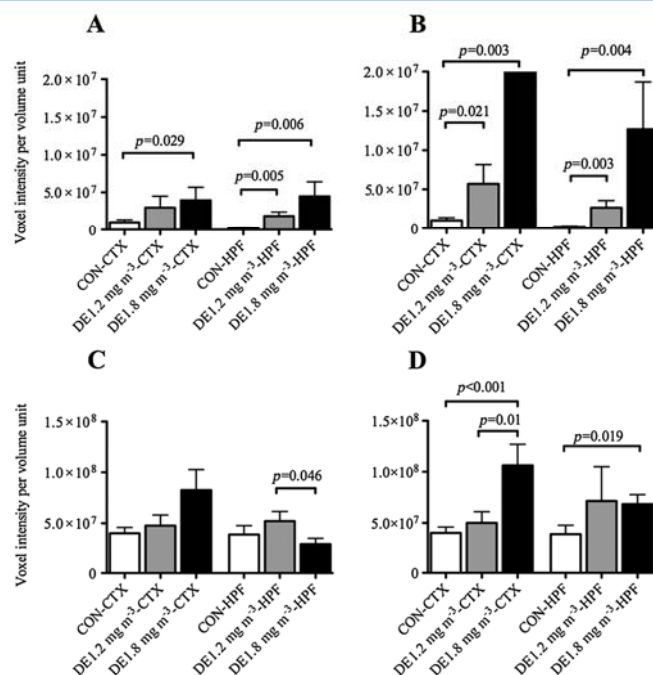 A
Voxel intensity per volume unit
2.0×10⁷
1.5×10⁷
1.0×10⁷
5.0×10⁶
0
p=0.029
p=0.006
p=0.005
CON-CTX
DE1.2 mg m⁻³-CTX
DE1.8 mg m⁻³-CTX
CON-HPF
DE1.2 mg m⁻³-HPF
DE1.8 mg m⁻³-HPF
B
2.0×10⁷
1.5×10⁷
1.0×10⁷
5.0×10⁶
0
p=0.003
p=0.021
p=0.004
p=0.003
CON-CTX
DE1.2 mg m⁻³-CTX
DE1.8 mg m⁻³-CTX
CON-HPF
DE1.2 mg m⁻³-HPF
DE1.8 mg m⁻³-HPF
C
Voxel intensity per volume unit
1.5×10⁸
1.0×10⁸
5.0×10⁷
0
p=0.046
CON-CTX
DE1.2 mg m⁻³-CTX
DE1.8 mg m⁻³-CTX
CON-HPF
DE1.2 mg m⁻³-HPF
DE1.8 mg m⁻³-HPF
D
1.5×10⁸
1.0×10⁸
5.0×10⁷
0
p<0.001
p=0.01
p=0.019
CON-CTX
DE1.2 mg m⁻³-CTX
DE1.8 mg m⁻³-CTX
CON-HPF
DE1.2 mg m⁻³-HPF
DE1.8 mg m⁻³-HPF